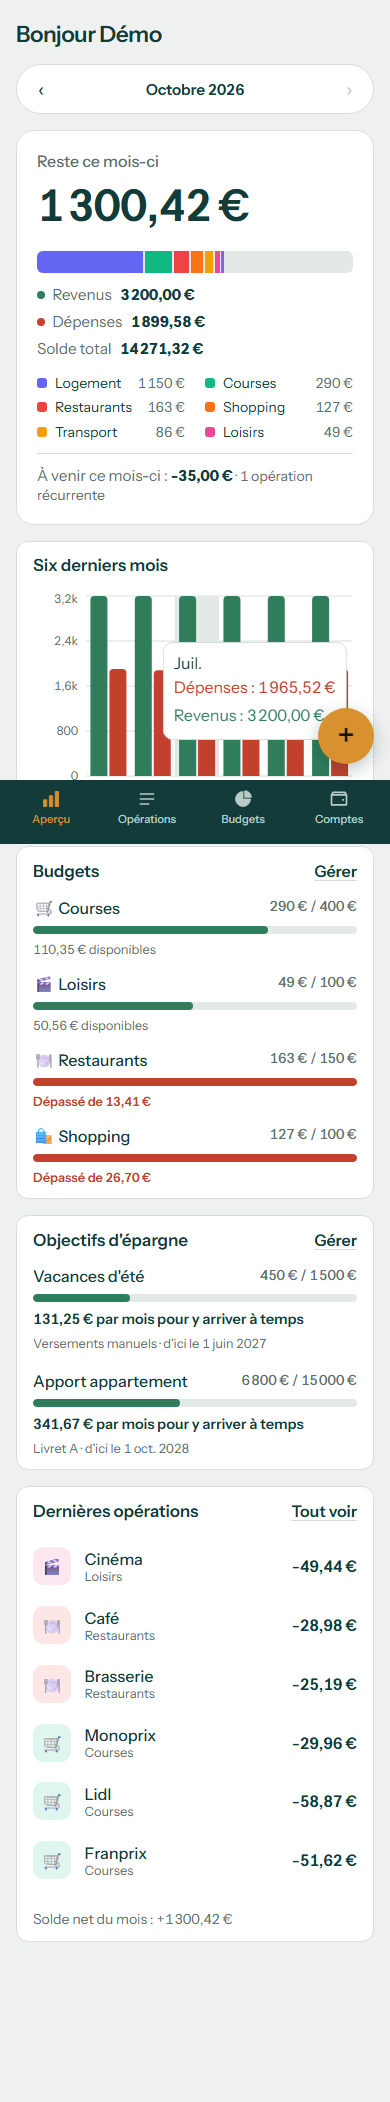 Bonjour Démo
‹ Octobre 2026 ›
Reste ce mois-ci
1 300,42 €
Revenus 3 200,00 €
Dépenses 1 899,58 €
Solde total 14 271,32 €
Logement 1 150 € Courses 290 €
Restaurants 163 € Shopping 127 €
Transport 86 € Loisirs 49 €
À venir ce mois-ci : -35,00 € · 1 opération
récurrente
Six derniers mois
3,2k
2,4k
1,6k
800
0
Juil.
Dépenses : 1 965,52 €
Revenus : 3 200,00 €
+
Aperçu Opérations Budgets Comptes
Budgets Gérer
Courses 290 € / 400 €
110,35 € disponibles
Loisirs 49 € / 100 €
50,56 € disponibles
Restaurants 163 € / 150 €
Dépassé de 13,41 €
Shopping 127 € / 100 €
Dépassé de 26,70 €
Objectifs d'épargne Gérer
Vacances d'été 450 € / 1 500 €
131,25 € par mois pour y arriver à temps
Versements manuels · d'ici le 1 juin 2027
Apport appartement 6 800 € / 15 000 €
341,67 € par mois pour y arriver à temps
Livret A · d'ici le 1 oct. 2028
Dernières opérations Tout voir
Cinéma -49,44 €
Loisirs
Café -28,98 €
Restaurants
Brasserie -25,19 €
Restaurants
Monoprix -29,96 €
Courses
Lidl -58,87 €
Courses
Franprix -51,62 €
Courses
Solde net du mois : +1 300,42 €